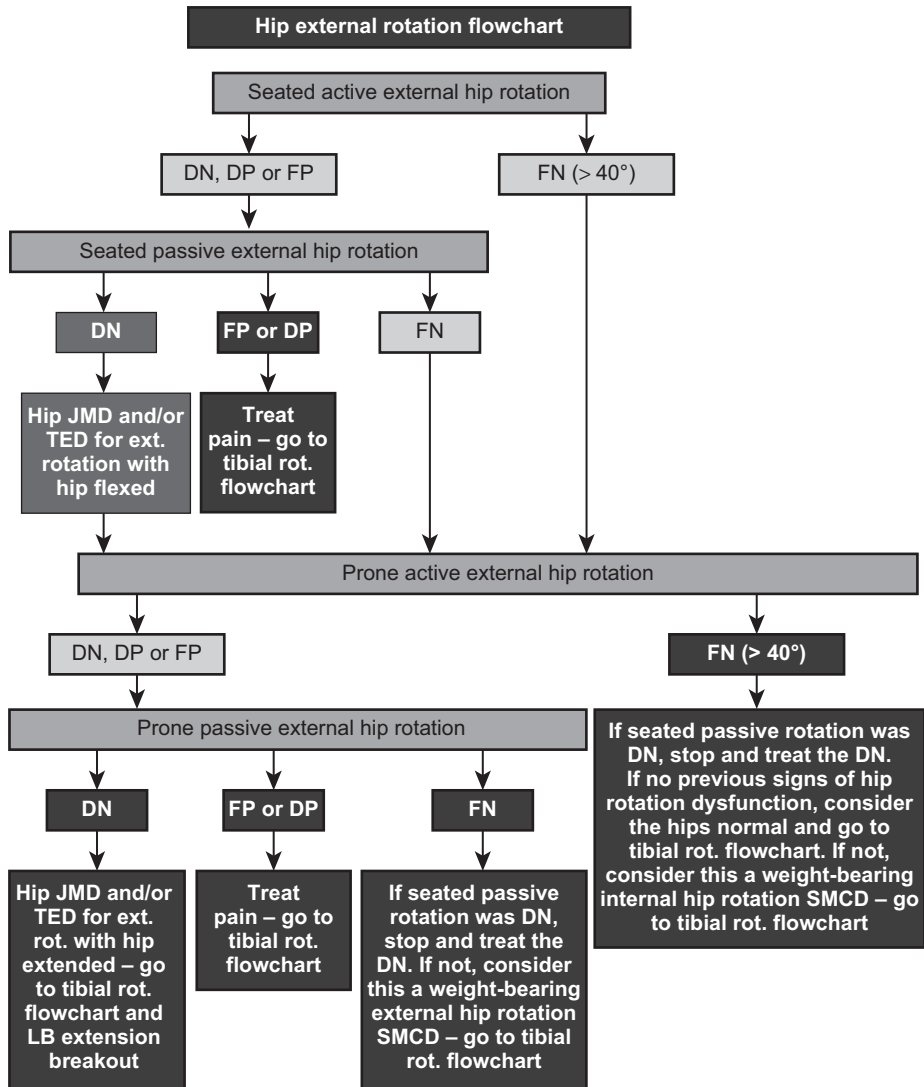 Hip external rotation flowchart
Seated active external hip rotation
DN, DP or FP
FN (> 40°)
Seated passive external hip rotation
DN
FP or DP
FN
Hip JMD and/or
TED for ext.
rotation with
hip flexed
Treat
pain – go to
tibial rot.
flowchart
Prone active external hip rotation
DN, DP or FP
FN (> 40°)
Prone passive external hip rotation
DN
FP or DP
FN
Hip JMD and/or
TED for ext.
rot. with hip
extended – go
to tibial rot.
flowchart and
LB extension
breakout
Treat
pain – go to
tibial rot.
flowchart
If seated passive
rotation was DN,
stop and treat the
DN. If not, consider
this a weight-bearing
external hip rotation
SMCD – go to tibial
rot. flowchart
If seated passive rotation was
DN, stop and treat the DN.
If no previous signs of hip
rotation dysfunction, consider
the hips normal and go to
tibial rot. flowchart. If not,
consider this a weight-bearing
internal hip rotation SMCD – go
to tibial rot. flowchart